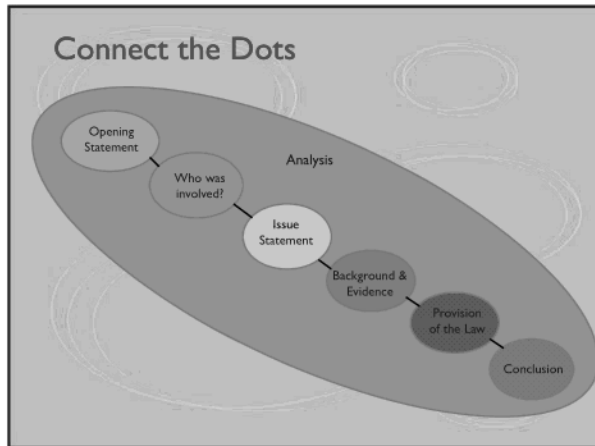 Connect the Dots
Opening
Statement
Analysis
Who was
involved?
Issue
Statement
Background &
Evidence
Provision
of the Law
Conclusion